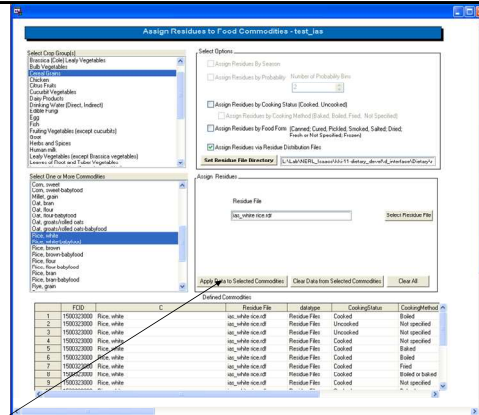 Assign Residues to Food Commodities - test_ias
Select Crop Group(s)
Brassica (Cole) Leafy Vegetables
Bulb Vegetables
Cereal Grains
Chicken
Citrus Fruits
Cucurbit Vegetables
Dairy Products
Drinking Water (Direct, Indirect)
Edible Fungi
Egg
Fish
Fruiting Vegetables (except cucurbits)
Goat
Herbs and Spices
Human milk
Leafy Vegetables (except Brassica vegetables)
Leaves of Root and Tuber Vegetables
Select Options
Assign Residues By Season
Assign Residues by Probability
Number of Probability Bins
2
Assign Residues by Cooking Status (Cooked, Uncooked)
Assign Residues by Cooking Method (Baked, Boiled, Fried, Not Specified)
Assign Residues by Food Form (Canned; Cured, Pickled, Smoked, Salted; Dried;
Fresh or Not Specified; Frozen)
Assign Residues via Residue Distribution Files
Set Residue File Directory
Select One or More Commodities
Corn, sweet
Corn, sweet-babyfood
Millet, grain
Oat, bran
Oat, flour
Oat, flour-babyfood
Oat, groats/rolled oats
Oat, groats/rolled oats-babyfood
Rice, white
Rice, white-babyfood
Rice, brown
Rice, brown-babyfood
Rice, flour
Rice, flour-babyfood
Rice, bran
Rice, bran-babyfood
Rye, grain
Assign Residues
Residue File
ias_white rice.rdf
Select Residue File
Apply Data to Selected Commodities
Clear Data from Selected Commodities
Clear All
Defined Commodities
FCID C Residue File datatype CookingStatus CookingMethod
1 1500323000 Rice, white ias_white rice.rdf Residue Files Cooked Boiled
2 1500323000 Rice, white ias_white rice.rdf Residue Files Uncooked Not specified
3 1500323000 Rice, white ias_white rice.rdf Residue Files Uncooked Not specified
4 1500323000 Rice, white ias_white rice.rdf Residue Files Cooked Not specified
5 1500323000 Rice, white ias_white rice.rdf Residue Files Cooked Baked
6 1500323000 Rice, white ias_white rice.rdf Residue Files Cooked Boiled
7 1500323000 Rice, white ias_white rice.rdf Residue Files Cooked Fried
8 1500323000 Rice, white ias_white rice.rdf Residue Files Cooked Boiled or baked
9 1500323000 Rice, white ias_white rice.rdf Residue Files Cooked Not specified